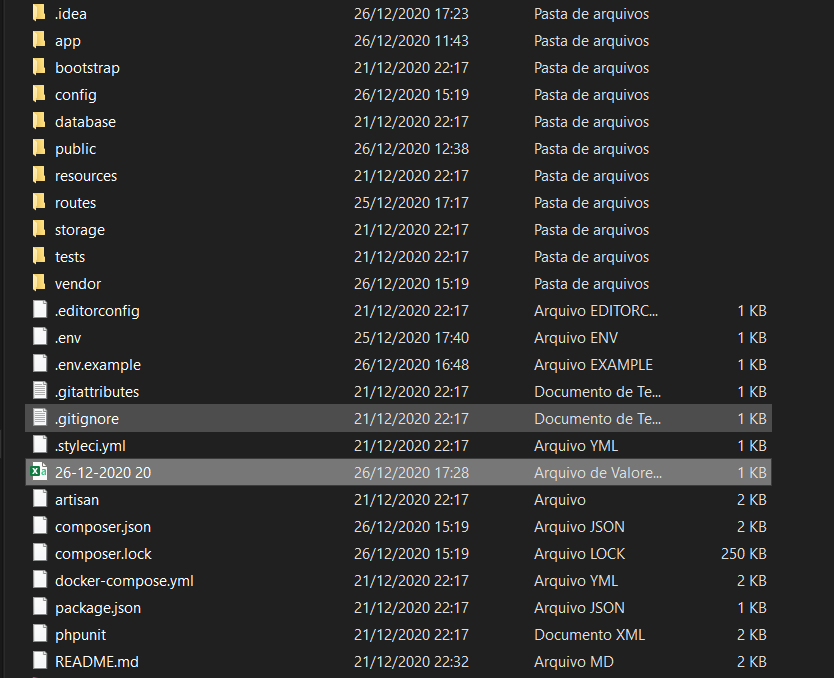 .idea 26/12/2020 17:23 Pasta de arquivos
app 26/12/2020 11:43 Pasta de arquivos
bootstrap 21/12/2020 22:17 Pasta de arquivos
config 26/12/2020 15:19 Pasta de arquivos
database 21/12/2020 22:17 Pasta de arquivos
public 26/12/2020 12:38 Pasta de arquivos
resources 21/12/2020 22:17 Pasta de arquivos
routes 25/12/2020 17:17 Pasta de arquivos
storage 21/12/2020 22:17 Pasta de arquivos
tests 21/12/2020 22:17 Pasta de arquivos
vendor 26/12/2020 15:19 Pasta de arquivos
.editorconfig 21/12/2020 22:17 Arquivo EDITORC... 1 KB
.env 25/12/2020 17:40 Arquivo ENV 1 KB
.env.example 26/12/2020 16:48 Arquivo EXAMPLE 1 KB
.gitattributes 21/12/2020 22:17 Documento de Te... 1 KB
.gitignore 21/12/2020 22:17 Documento de Te... 1 KB
.styleci.yml 21/12/2020 22:17 Arquivo YML 1 KB
26-12-2020 20 26/12/2020 17:28 Arquivo de Valore... 1 KB
artisan 21/12/2020 22:17 Arquivo 2 KB
composer.json 26/12/2020 15:19 Arquivo JSON 2 KB
composer.lock 26/12/2020 15:19 Arquivo LOCK 250 KB
docker-compose.yml 21/12/2020 22:17 Arquivo YML 2 KB
package.json 21/12/2020 22:17 Arquivo JSON 1 KB
phpunit 21/12/2020 22:17 Documento XML 2 KB
README.md 21/12/2020 22:32 Arquivo MD 2 KB